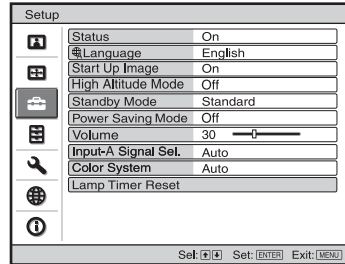 Setup
Status On
Language English
Start Up Image On
High Altitude Mode Off
Standby Mode Standard
Power Saving Mode Off
Volume 30
Input-A Signal Sel. Auto
Color System Auto
Lamp Timer Reset
Sel: Set: ENTER Exit: MENU